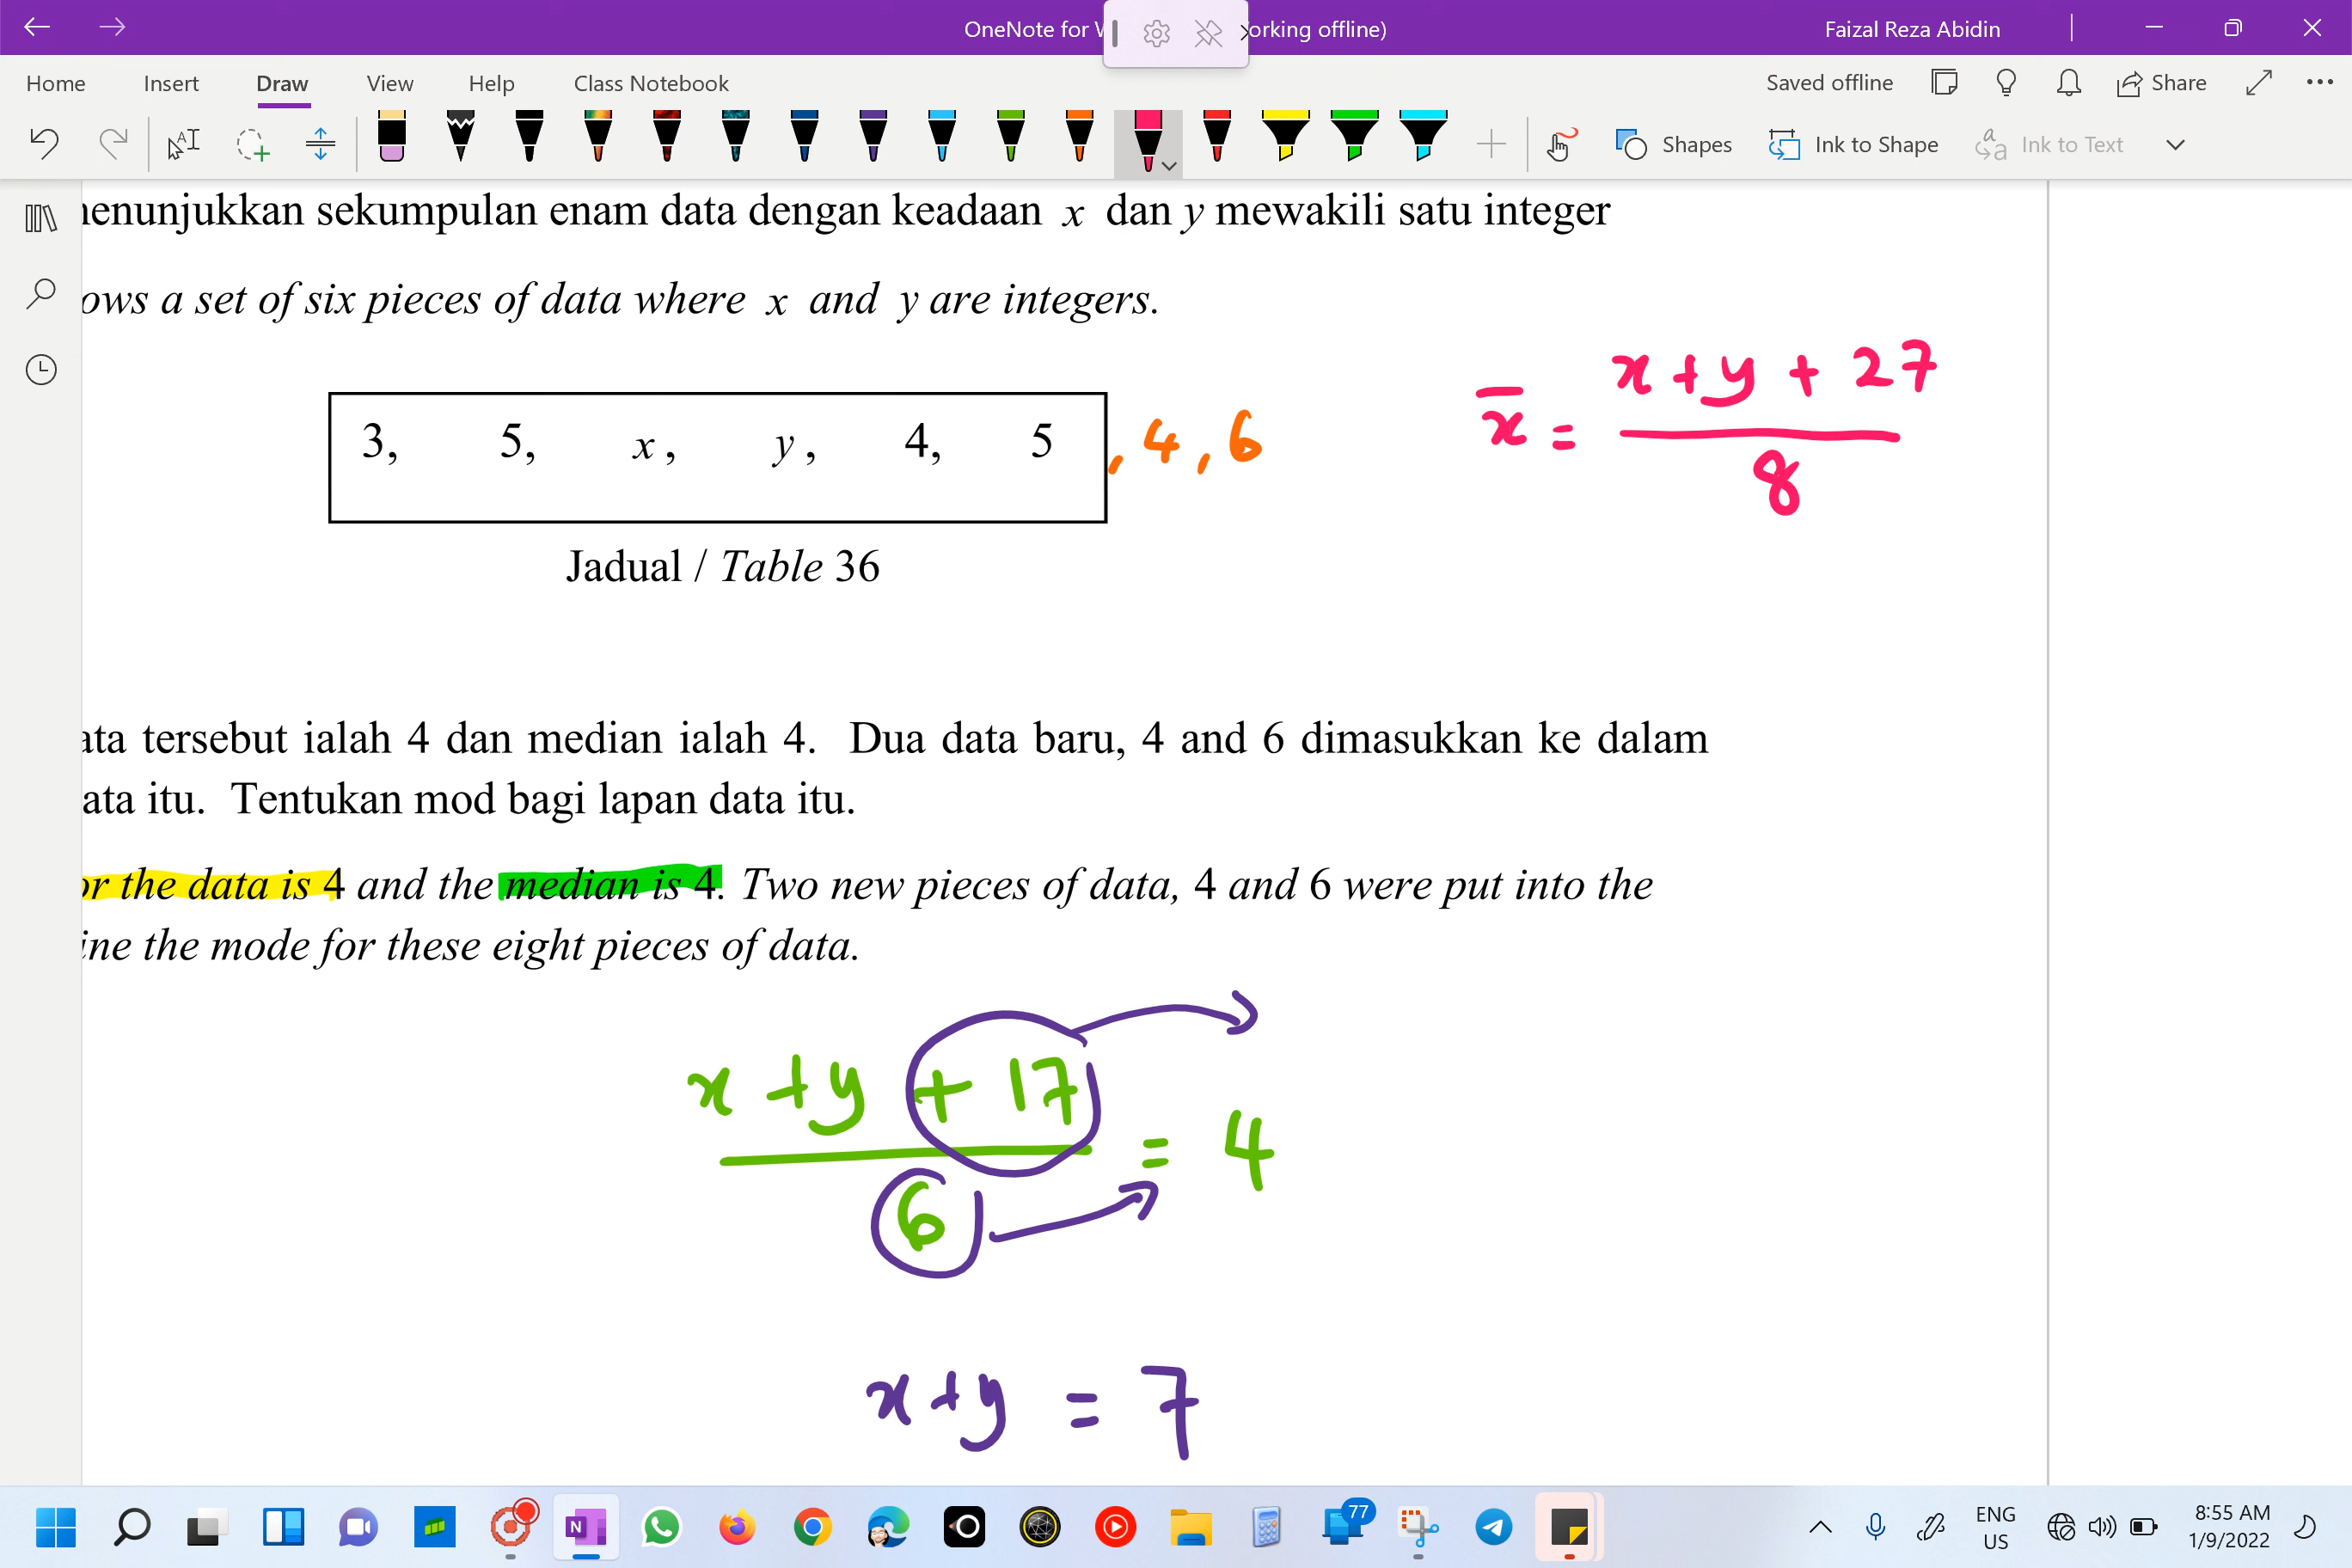 OneNote for W orking offline)
Faizal Reza Abidin
Home Insert Draw View Help Class Notebook
Saved offline Share
Shapes Ink to Shape Ink to Text
enunjukkan sekumpulan enam data dengan keadaan x dan y mewakili satu integer
ows a set of six pieces of data where x and y are integers.
x̄ = x + y + 27 / 8
3, 5, x, y, 4, 5 , 4, 6
Jadual / Table 36
ata tersebut ialah 4 dan median ialah 4. Dua data baru, 4 and 6 dimasukkan ke dalam
ata itu. Tentukan mod bagi lapan data itu.
or the data is 4 and the median is 4. Two new pieces of data, 4 and 6 were put into the
ine the mode for these eight pieces of data.
x + y + 17 / 6 = 4
x + y = 7
77
ENG
US
8:55 AM
1/9/2022